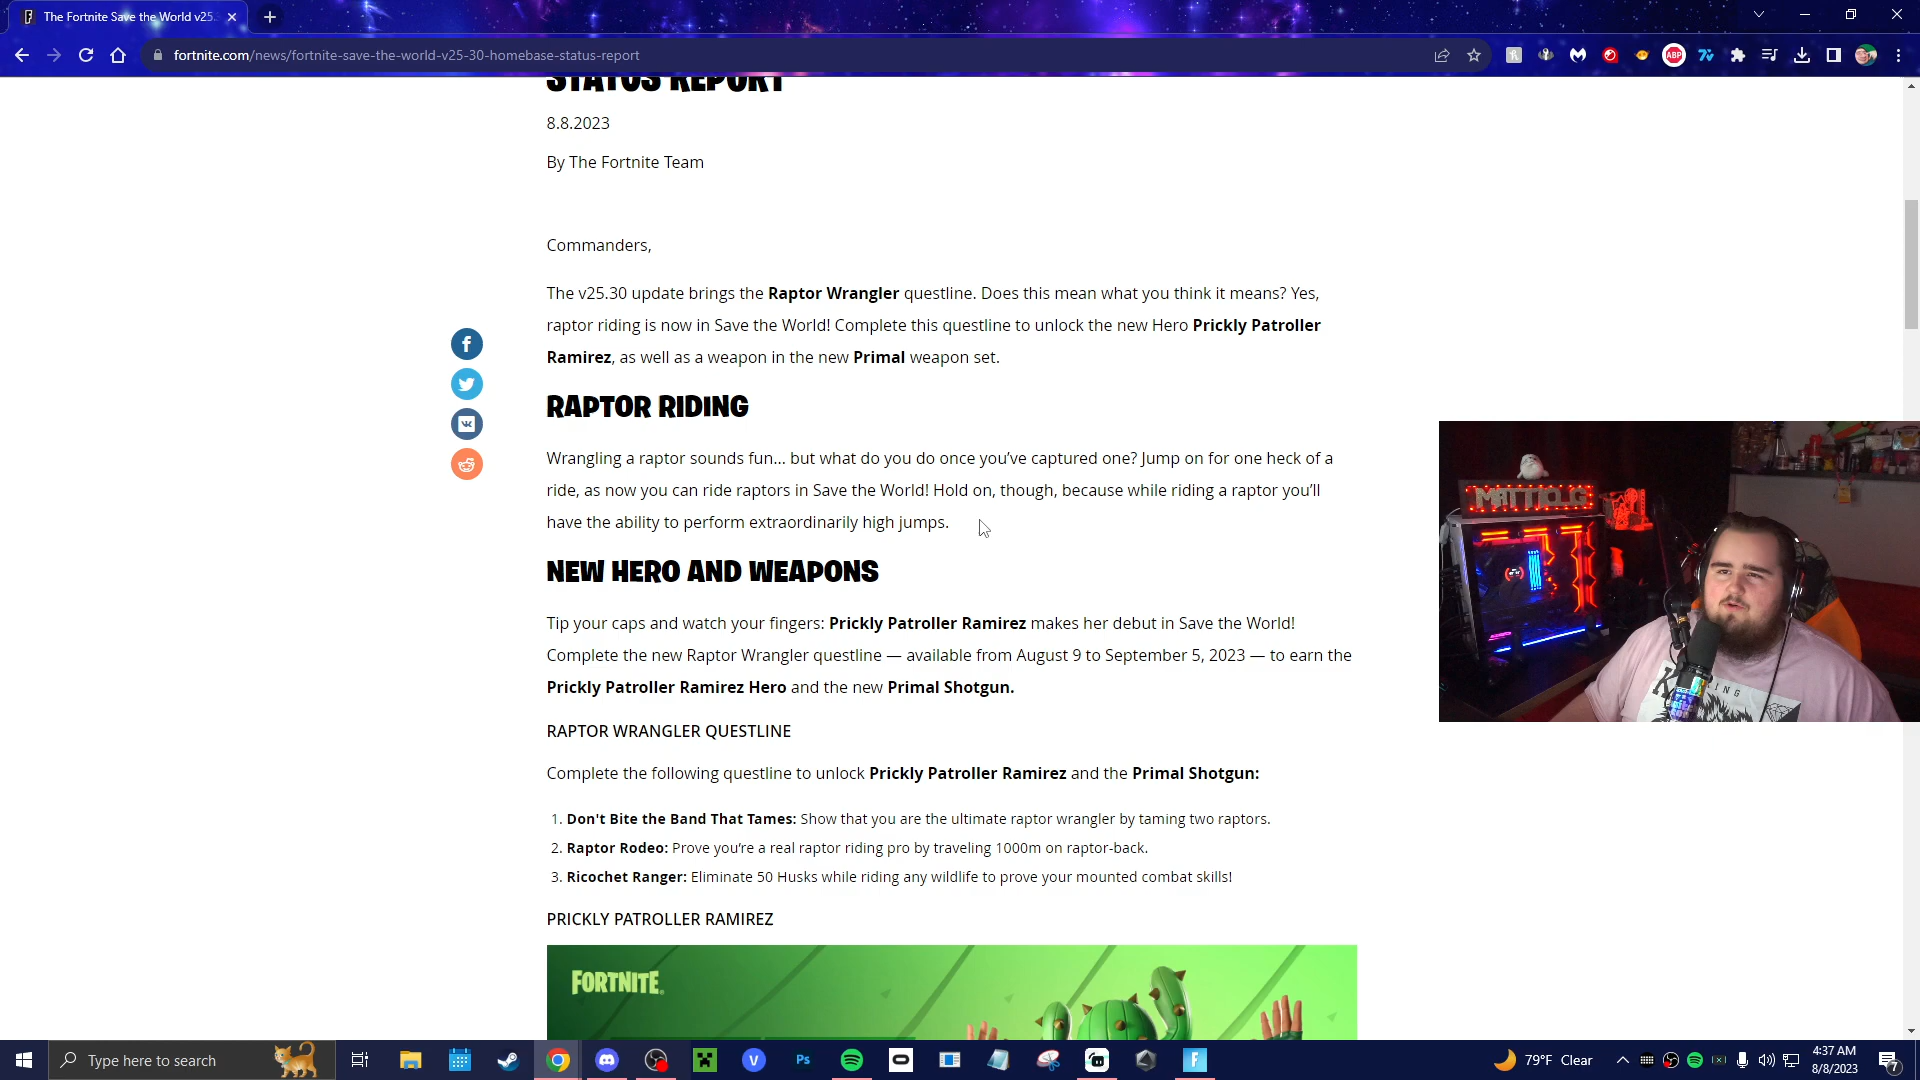 The Fortnite Save the World v25.
fortnite.com/news/fortnite-save-the-world-v25-30-homebase-status-report
STATUS REPORT
8.8.2023
By The Fortnite Team
Commanders,
The v25.30 update brings the Raptor Wrangler questline. Does this mean what you think it means? Yes,
raptor riding is now in Save the World! Complete this questline to unlock the new Hero Prickly Patroller
Ramirez, as well as a weapon in the new Primal weapon set.
RAPTOR RIDING
Wrangling a raptor sounds fun... but what do you do once you've captured one? Jump on for one heck of a
ride, as now you can ride raptors in Save the World! Hold on, though, because while riding a raptor you'll
have the ability to perform extraordinarily high jumps.
NEW HERO AND WEAPONS
Tip your caps and watch your fingers: Prickly Patroller Ramirez makes her debut in Save the World!
Complete the new Raptor Wrangler questline — available from August 9 to September 5, 2023 — to earn the
Prickly Patroller Ramirez Hero and the new Primal Shotgun.
RAPTOR WRANGLER QUESTLINE
Complete the following questline to unlock Prickly Patroller Ramirez and the Primal Shotgun:
1. Don't Bite the Band That Tames: Show that you are the ultimate raptor wrangler by taming two raptors.
2. Raptor Rodeo: Prove you're a real raptor riding pro by traveling 1000m on raptor-back.
3. Ricochet Ranger: Eliminate 50 Husks while riding any wildlife to prove your mounted combat skills!
PRICKLY PATROLLER RAMIREZ
FORTNITE
MATTIOLG
ABP
Type here to search
Ps
79°F Clear
4:37 AM
8/8/2023
7